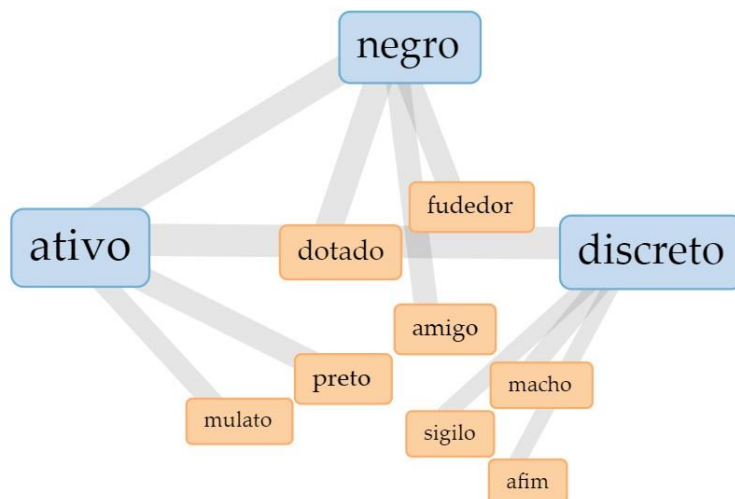 negro
fudedor
ativo
dotado
discreto
amigo
preto
macho
mulato
sigilo
afim